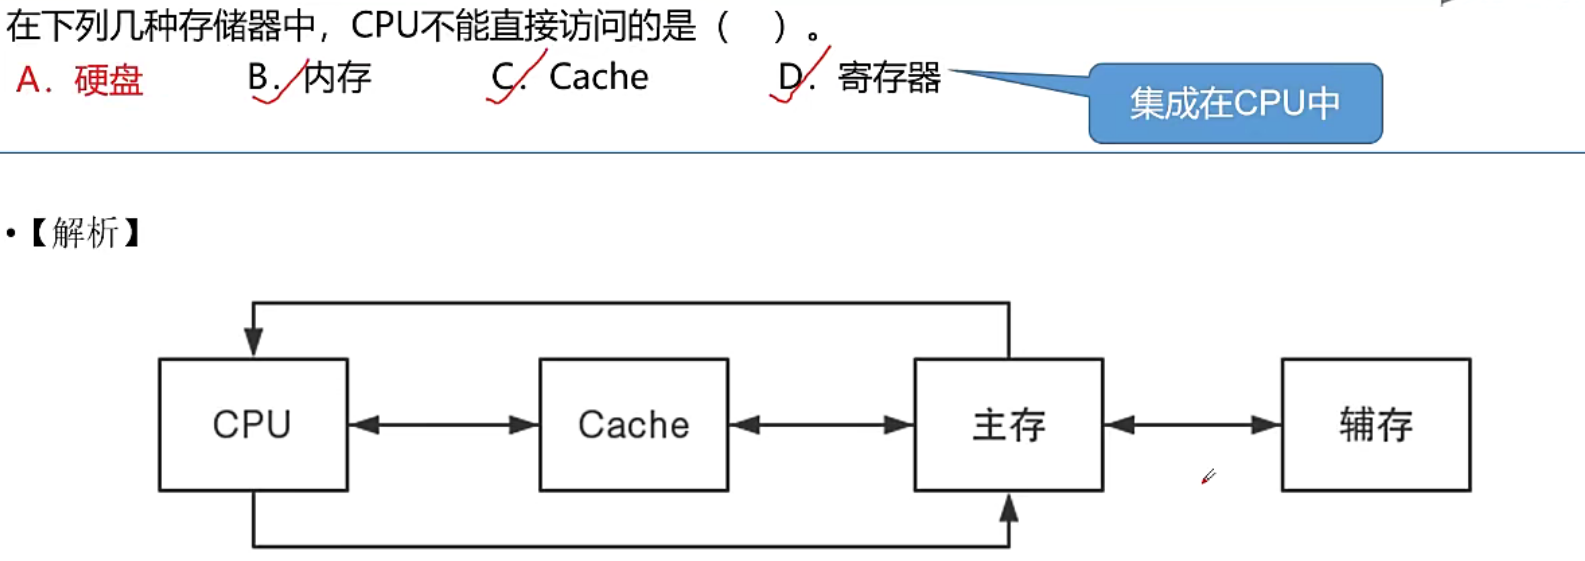 在下列几种存储器中，CPU不能直接访问的是（　）。
A．硬盘　B．内存　C．Cache　D．寄存器
集成在CPU中
•【解析】
CPU　Cache　主存　辅存